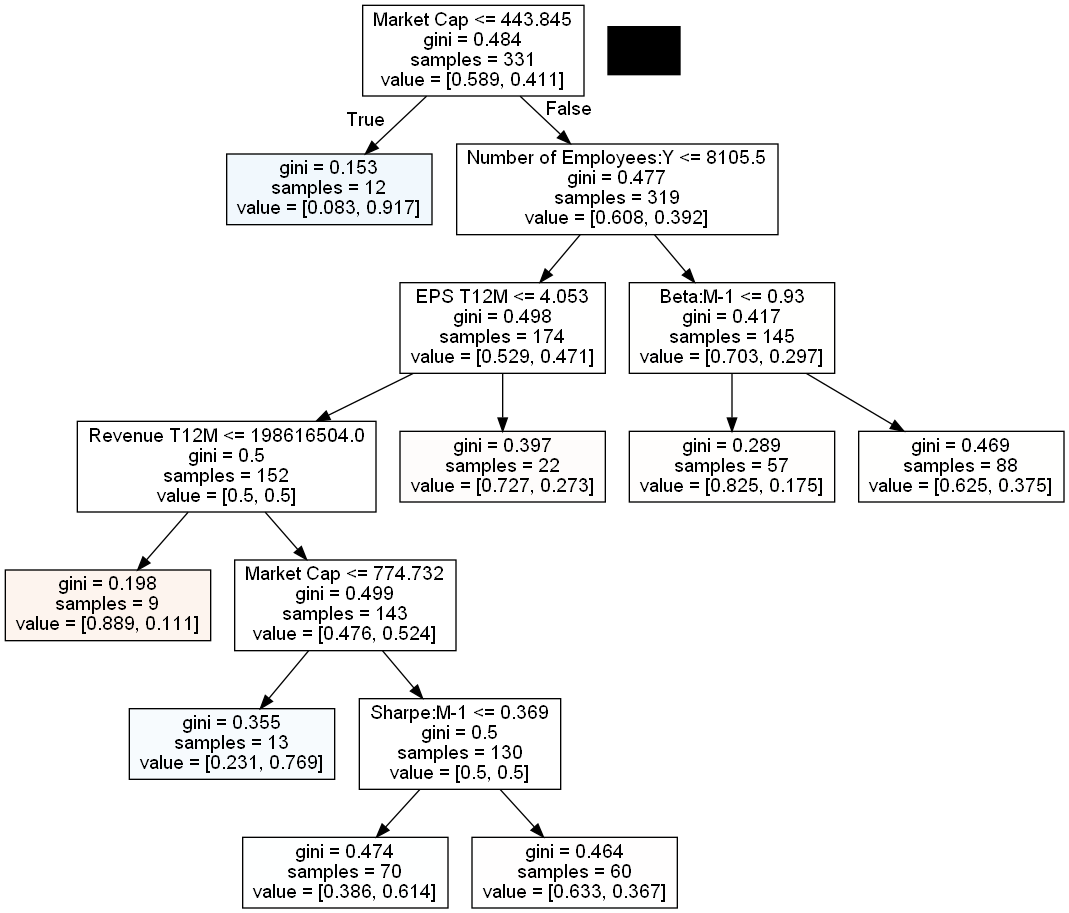 Market Cap <= 443.845
gini = 0.484
samples = 331
value = [0.589, 0.411]
True
False
gini = 0.153
samples = 12
value = [0.083, 0.917]
Number of Employees:Y <= 8105.5
gini = 0.477
samples = 319
value = [0.608, 0.392]
EPS T12M <= 4.053
gini = 0.498
samples = 174
value = [0.529, 0.471]
Beta:M-1 <= 0.93
gini = 0.417
samples = 145
value = [0.703, 0.297]
Revenue T12M <= 198616504.0
gini = 0.5
samples = 152
value = [0.5, 0.5]
gini = 0.397
samples = 22
value = [0.727, 0.273]
gini = 0.289
samples = 57
value = [0.825, 0.175]
gini = 0.469
samples = 88
value = [0.625, 0.375]
gini = 0.198
samples = 9
value = [0.889, 0.111]
Market Cap <= 774.732
gini = 0.499
samples = 143
value = [0.476, 0.524]
gini = 0.355
samples = 13
value = [0.231, 0.769]
Sharpe:M-1 <= 0.369
gini = 0.5
samples = 130
value = [0.5, 0.5]
gini = 0.474
samples = 70
value = [0.386, 0.614]
gini = 0.464
samples = 60
value = [0.633, 0.367]